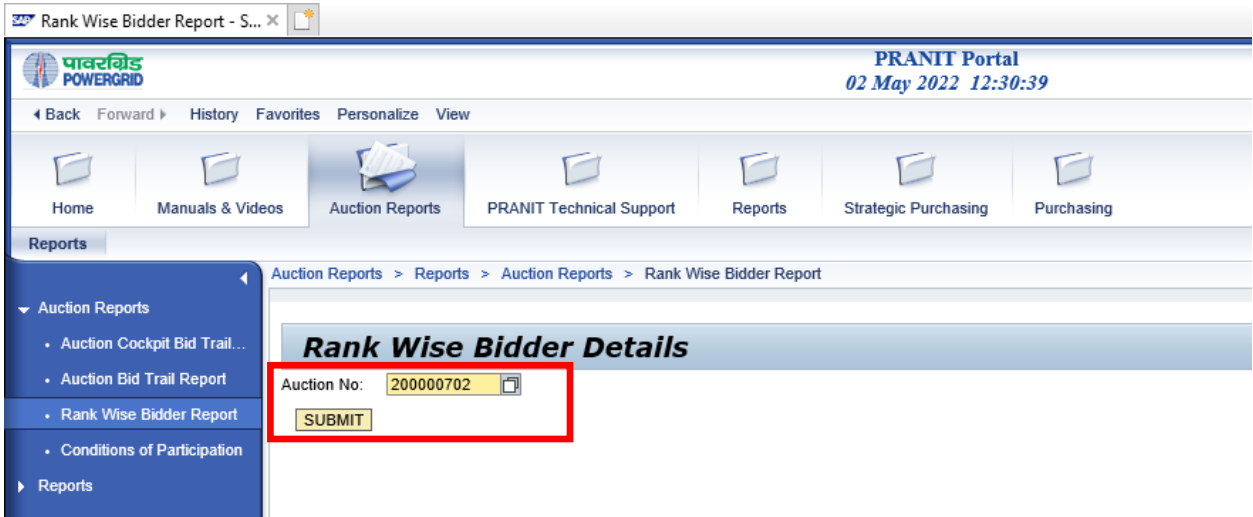 SAP Rank Wise Bidder Report - S...
पावरग्रिड
POWERGRID
PRANIT Portal
02 May 2022 12:30:39
Back Forward History Favorites Personalize View
Home Manuals & Videos Auction Reports PRANIT Technical Support Reports Strategic Purchasing Purchasing
Reports
Auction Reports > Reports > Auction Reports > Rank Wise Bidder Report
Auction Reports
• Auction Cockpit Bid Trail...
• Auction Bid Trail Report
• Rank Wise Bidder Report
• Conditions of Participation
Reports
Rank Wise Bidder Details
Auction No: 200000702
SUBMIT